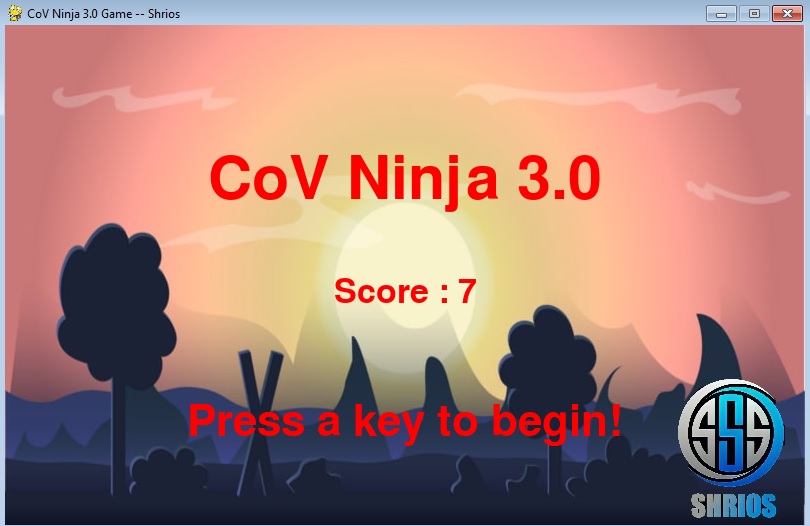 CoV Ninja 3.0 Game -- Shrios
CoV Ninja 3.0
Score : 7
Press a key to begin!
SSS
SHRIOS